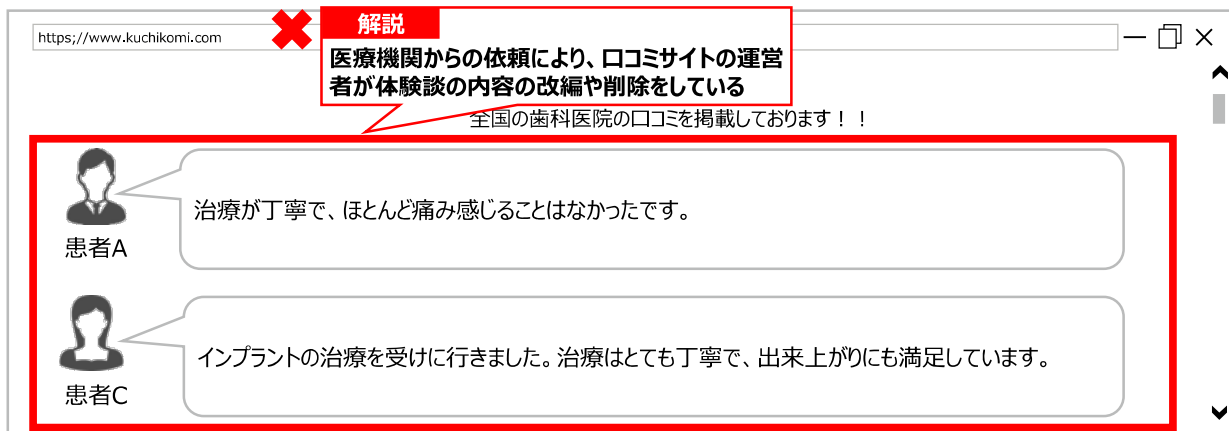 https;//www.kuchikomi.com
解説
医療機関からの依頼により、口コミサイトの運営
者が体験談の内容の改編や削除をしている
全国の歯科医院の口コミを掲載しております！！
治療が丁寧で、ほとんど痛み感じることはなかったです。
患者A
インプラントの治療を受けに行きました。治療はとても丁寧で、出来上がりにも満足しています。
患者C